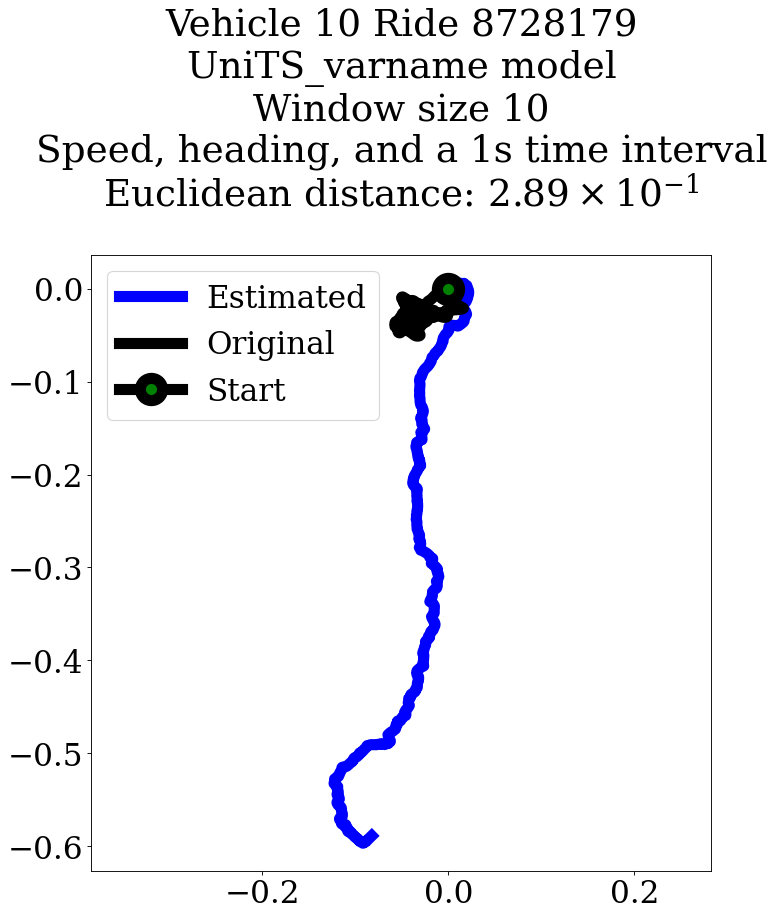 Vehicle 10 Ride 8728179
UniTS_varname model
Window size 10
Speed, heading, and a 1s time interval
Euclidean distance: 2.89 × 10⁻¹
Estimated
Original
Start
0.0
−0.1
−0.2
−0.3
−0.4
−0.5
−0.6
−0.2 0.0 0.2